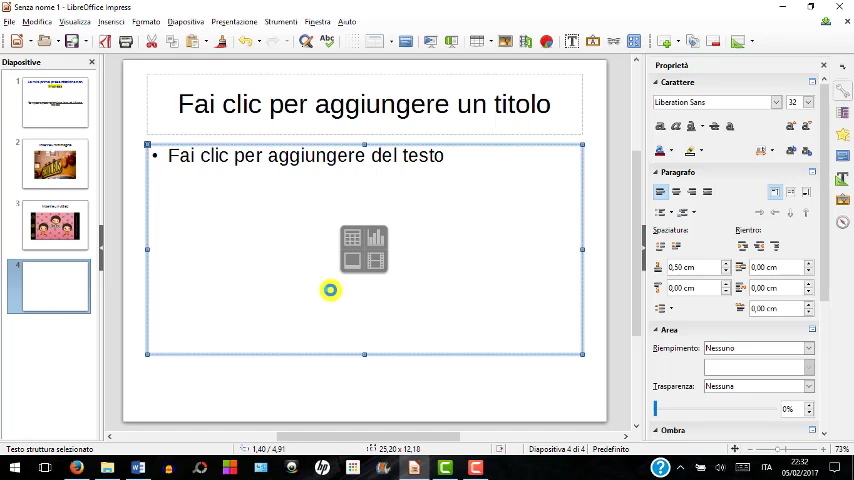 Senza nome 1 - LibreOffice Impress
File Modifica Visualizza Inserisci Formato Diapositiva Presentazione Strumenti Finestra Aiuto
Diapositive
Proprietà
1
2
3
4
Fai clic per aggiungere un titolo
• Fai clic per aggiungere del testo
Carattere
Liberation Sans
32
Paragrafo
Spaziatura:
Rientro:
0,50 cm
0,00 cm
0,00 cm
0,00 cm
0,00 cm
Area
Riempimento:
Nessuno
Trasparenza:
Nessuna
0%
Ombra
Testo struttura selezionato
1,40 / 4,91
25,20 x 12,18
Diapositiva 4 di 4
Predefinito
73%
ITA
22:32
05/02/2017